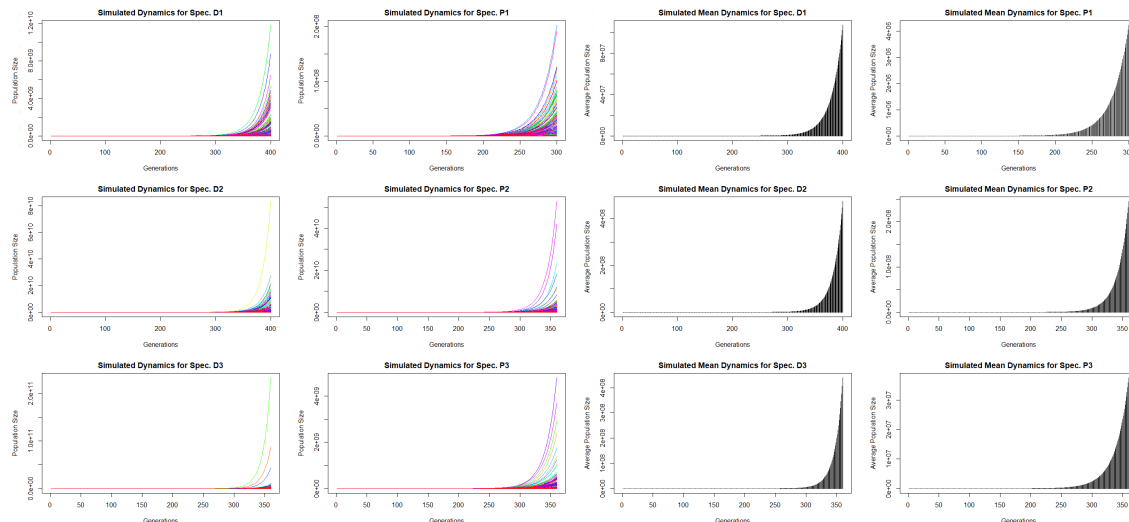 Simulated Dynamics for Spec. D1
Population Size
0.0e+00 4.0e+09 8.0e+09 1.2e+10
0 100 200 300 400
Generations
Simulated Dynamics for Spec. P1
Population Size
0.0e+00 1.0e+08 2.0e+08
0 50 100 150 200 250 300
Generations
Simulated Mean Dynamics for Spec. D1
Average Population Size
0e+00 4e+07 8e+07
0 100 200 300 400
Generations
Simulated Mean Dynamics for Spec. P1
Average Population Size
0e+00 1e+06 2e+06 3e+06 4e+06
0 50 100 150 200 250 300
Generations
Simulated Dynamics for Spec. D2
Population Size
0e+00 2e+10 4e+10 6e+10 8e+10
0 100 200 300 400
Generations
Simulated Dynamics for Spec. P2
Population Size
0e+00 2e+10 4e+10
0 50 100 150 200 250 300 350
Generations
Simulated Mean Dynamics for Spec. D2
Average Population Size
0e+00 2e+08 4e+08
0 100 200 300 400
Generations
Simulated Mean Dynamics for Spec. P2
Average Population Size
0.0e+00 1.0e+08 2.0e+08
0 50 100 150 200 250 300 350
Generations
Simulated Dynamics for Spec. D3
Population Size
0.0e+00 1.0e+11 2.0e+11
0 50 100 150 200 250 300 350
Generations
Simulated Dynamics for Spec. P3
Population Size
0e+00 2e+09 4e+09
0 50 100 150 200 250 300 350
Generations
Simulated Mean Dynamics for Spec. D3
Average Population Size
0e+00 1e+08 2e+08 3e+08 4e+08
0 50 100 150 200 250 300 350
Generations
Simulated Mean Dynamics for Spec. P3
Average Population Size
0e+00 1e+07 2e+07 3e+07
0 50 100 150 200 250 300 350
Generations